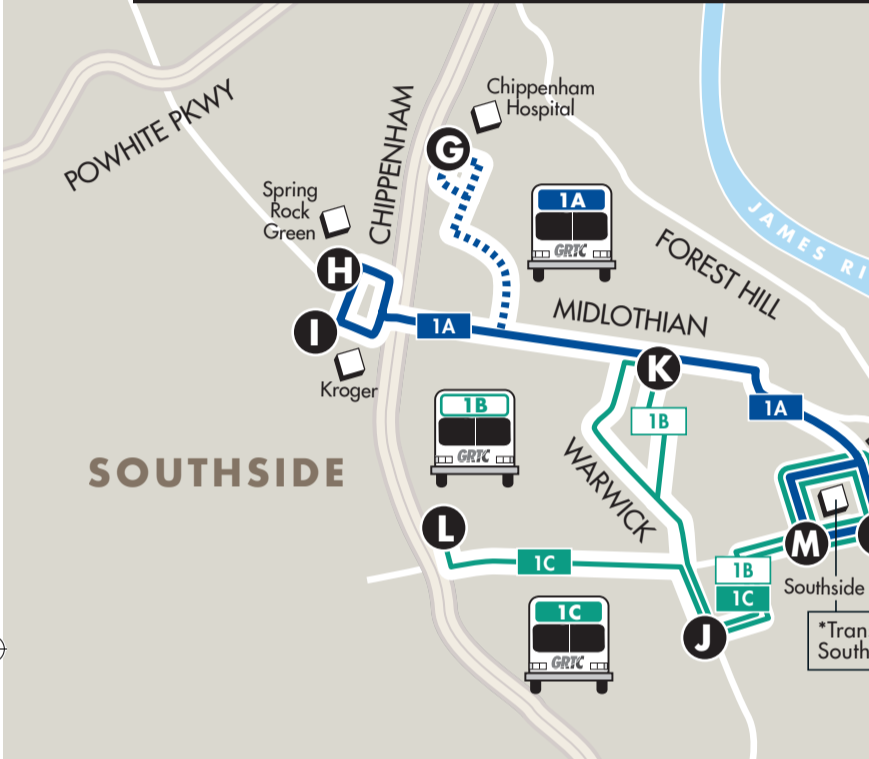 Chippenham
Hospital
POWHITE PKWY
CHIPPENHAM
G
Spring
Rock
Green
1A
GRTC
JAMES RI
FOREST HILL
H
MIDLOTHIAN
I
1A
K
Kroger
1A
1B
GRTC
1B
WARWICK
SOUTHSIDE
L
M
1C
1B
1C
Southside
1C
GRTC
J
*Tran
South